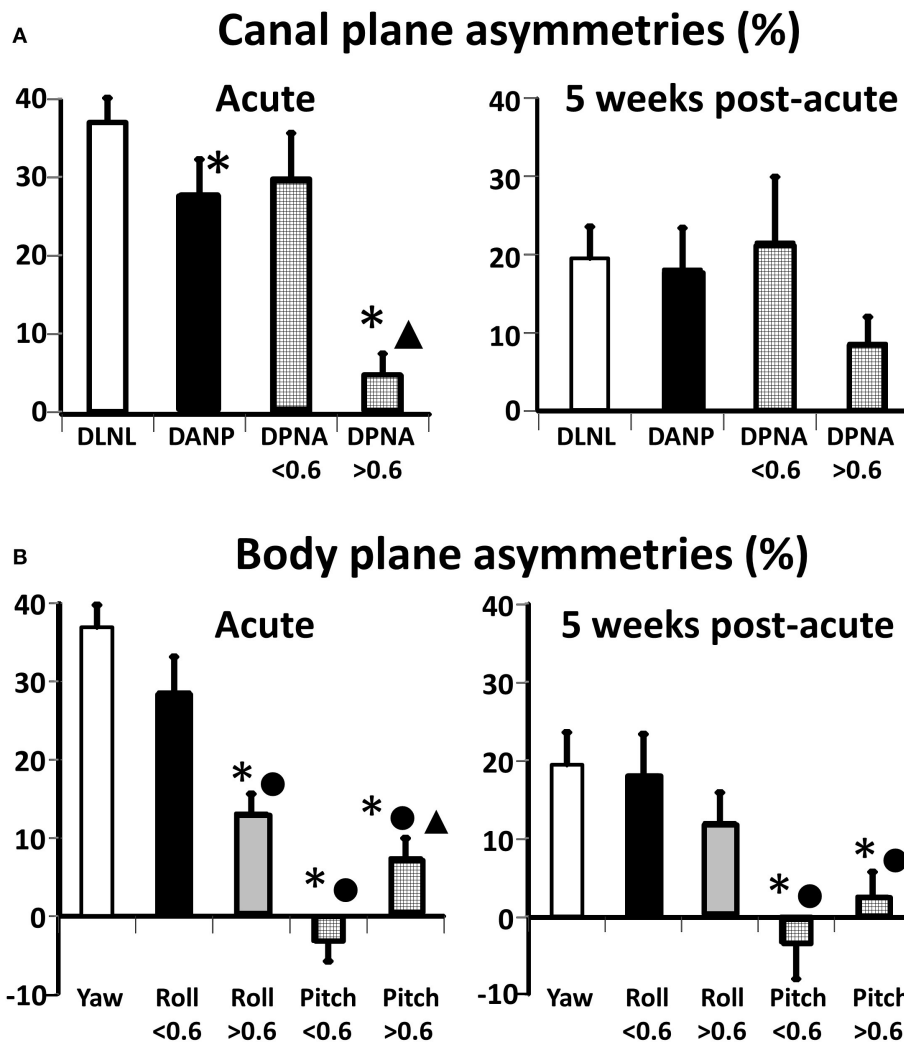 A Canal plane asymmetries (%)
Acute
5 weeks post-acute
40
30
20
10
0
40
30
20
10
0
DLNL DANP DPNA DPNA
<0.6 >0.6
DLNL DANP DPNA DPNA
<0.6 >0.6
* * 
B Body plane asymmetries (%)
Acute
5 weeks post-acute
40
30
20
10
0
-10
40
30
20
10
0
-10
* * *
* *
Yaw Roll Roll Pitch Pitch
<0.6 >0.6 <0.6 >0.6
Yaw Roll Roll Pitch Pitch
<0.6 >0.6 <0.6 >0.6